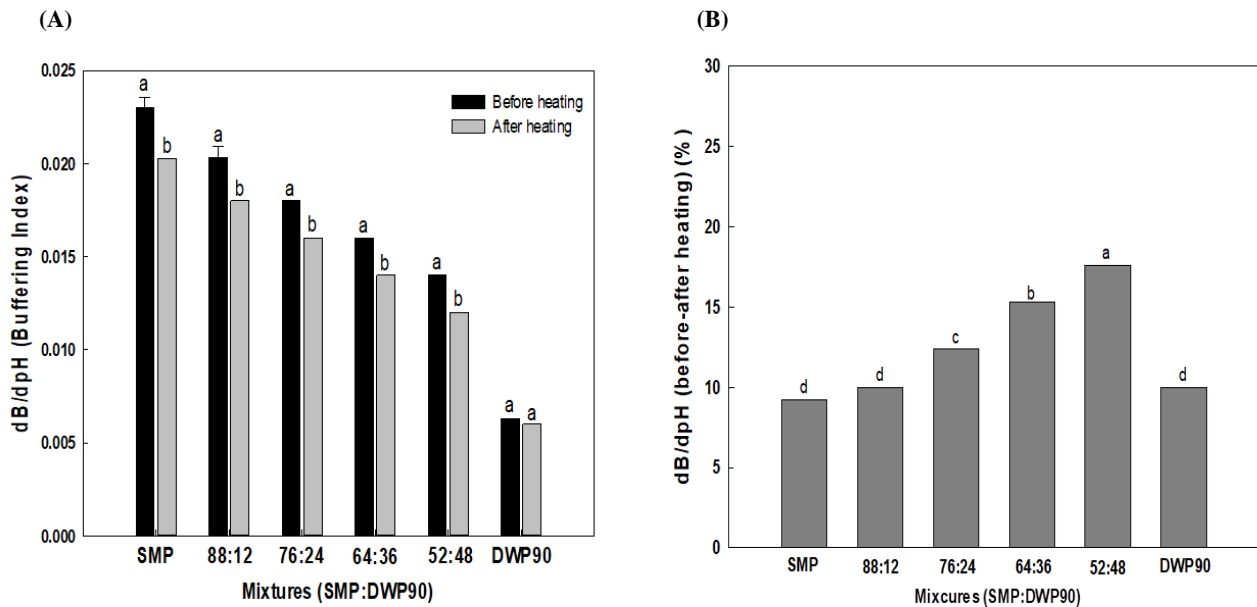 (A)
0.025
0.020
0.015
0.010
0.005
0.000
dB/dpH (Buffering Index)
Before heating
After heating
a
b
a
b
a
b
a
b
a
b
a
a
SMP
88:12
76:24
64:36
52:48
DWP90
Mixtures (SMP:DWP90)
(B)
30
25
20
15
10
5
0
dB/dpH (before-after heating) (% )
d
d
c
b
a
d
SMP
88:12
76:24
64:36
52:48
DWP90
Mixcures (SMP:DWP90)